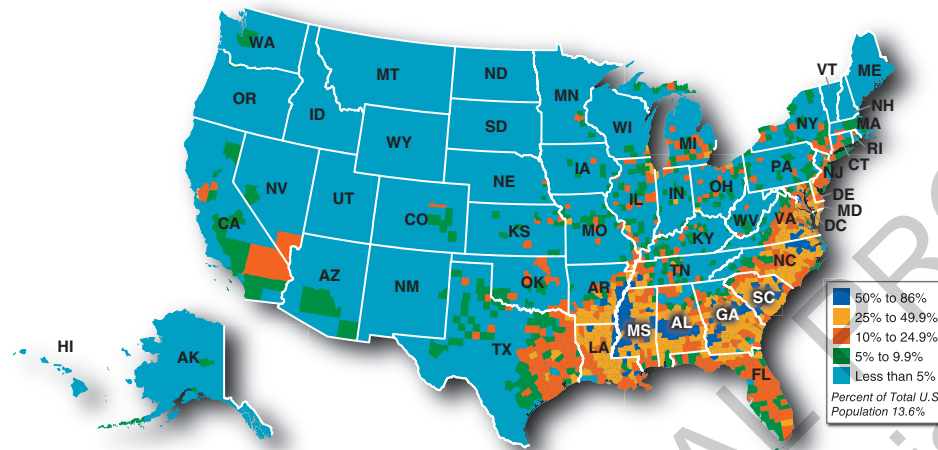 WA
MT
ND
MN
VT
ME
OR
ID
SD
WI
NH
NY
MA
WY
MI
RI
CT
NE
IA
PA
NJ
NV
UT
CO
IL
IN
OH
DE
MD
CA
KS
MO
WV
VA
DC
KY
NC
AZ
NM
OK
AR
TN
SC
MS
AL
GA
TX
LA
FL
HI
AK
50% to 86%
25% to 49.9%
10% to 24.9%
5% to 9.9%
Less than 5%
Percent of Total U.S
Population 13.6%